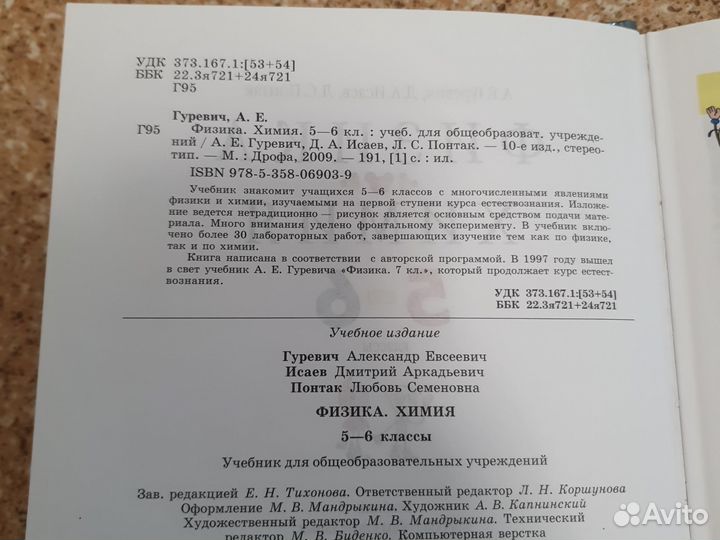 УДК 373.167.1:[53+54]
ББК 22.3я721+24я721
Г95
Гуревич, А. Е.
Г95 Физика. Химия. 5—6 кл. : учеб. для общеобразоват. учрежде-
ний / А. Е. Гуревич, Д. А. Исаев, Л. С. Понтак. — 10-е изд., стерео-
тип. — М. : Дрофа, 2009. — 191, [1] с. : ил.
ISBN 978-5-358-06903-9
Учебник знакомит учащихся 5—6 классов с многочисленными явлениями
физики и химии, изучаемыми на первой ступени курса естествознания. Изложе-
ние ведется нетрадиционно — рисунок является основным средством подачи мате-
риала. Много внимания уделено фронтальному эксперименту. В учебник вклю-
чено более 30 лабораторных работ, завершающих изучение тем как по физике,
так и по химии.
Книга написана в соответствии с авторской программой. В 1997 году вышел
в свет учебник А. Е. Гуревича «Физика. 7 кл.», который продолжает курс естест-
вознания.
УДК 373.167.1:[53+54]
ББК 22.3я721+24я721
Учебное издание
Гуревич Александр Евсеевич
Исаев Дмитрий Аркадьевич
Понтак Любовь Семеновна
ФИЗИКА. ХИМИЯ
5—6 классы
Учебник для общеобразовательных учреждений
Зав. редакцией Е. Н. Тихонова. Ответственный редактор Л. Н. Коршунова
Оформление М. В. Мандрыкина. Художник А. В. Капнинский
Художественный редактор М. В. Мандрыкина. Технический
редактор М. В. Биденко. Компьютерная верстка
Avito